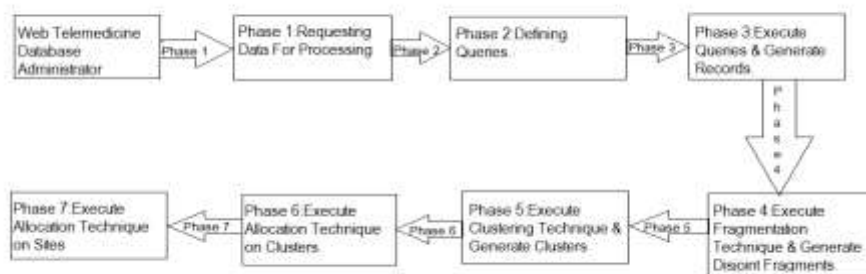 Web Telemedicine
Database
Administrator
Phase 1
Phase 1:Requesting
Data For Processing
Phase 2
Phase 2:Defining
Queries.
Phase 3
Phase 3:Execute
Queries & Generate
Records.
Phase4
Phase 4:Execute
Fragmentation
Technique & Generate
Disjoint Fragments.
Phase 5
Phase 5:Execute
Clustering Technique &
Generate Clusters.
Phase 6
Phase 6:Execute
Allocation Technique
on Clusters.
Phase 7
Phase 7:Execute
Allocation Technique
on Sites